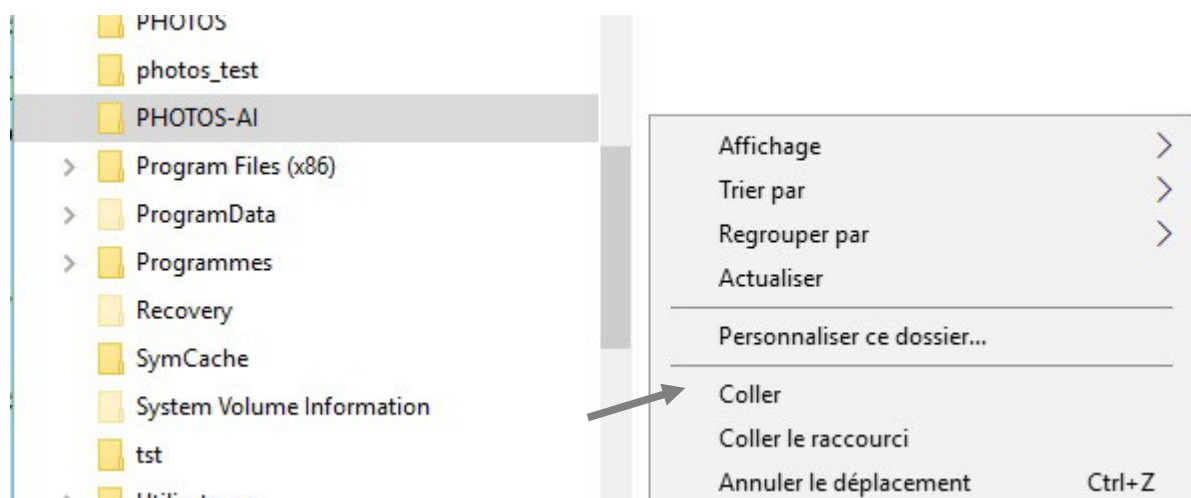 PHOTOS
photos_test
PHOTOS-AI
Program Files (x86)
ProgramData
Programmes
Recovery
SymCache
System Volume Information
tst
Affichage
Trier par
Regrouper par
Actualiser
Personnaliser ce dossier...
Coller
Coller le raccourci
Annuler le déplacement Ctrl+Z